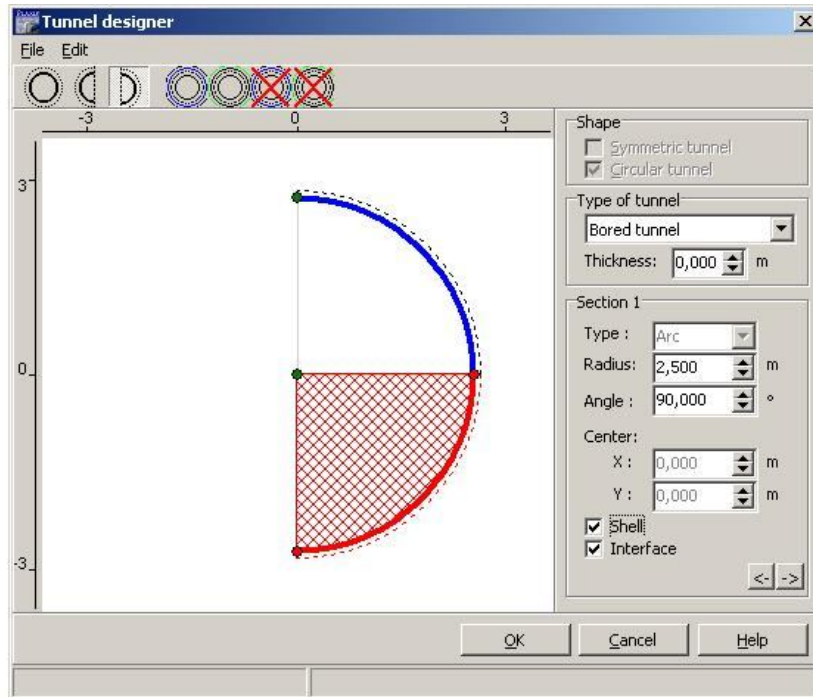 Tunnel designer
File Edit
-3 0 3
3
0
-3
Shape
Symmetric tunnel
Circular tunnel
Type of tunnel
Bored tunnel
Thickness: 0,000 m
Section 1
Type : Arc
Radius: 2,500 m
Angle : 90,000 °
Center:
X : 0,000 m
Y : 0,000 m
Shell
Interface
<- ->
OK Cancel Help